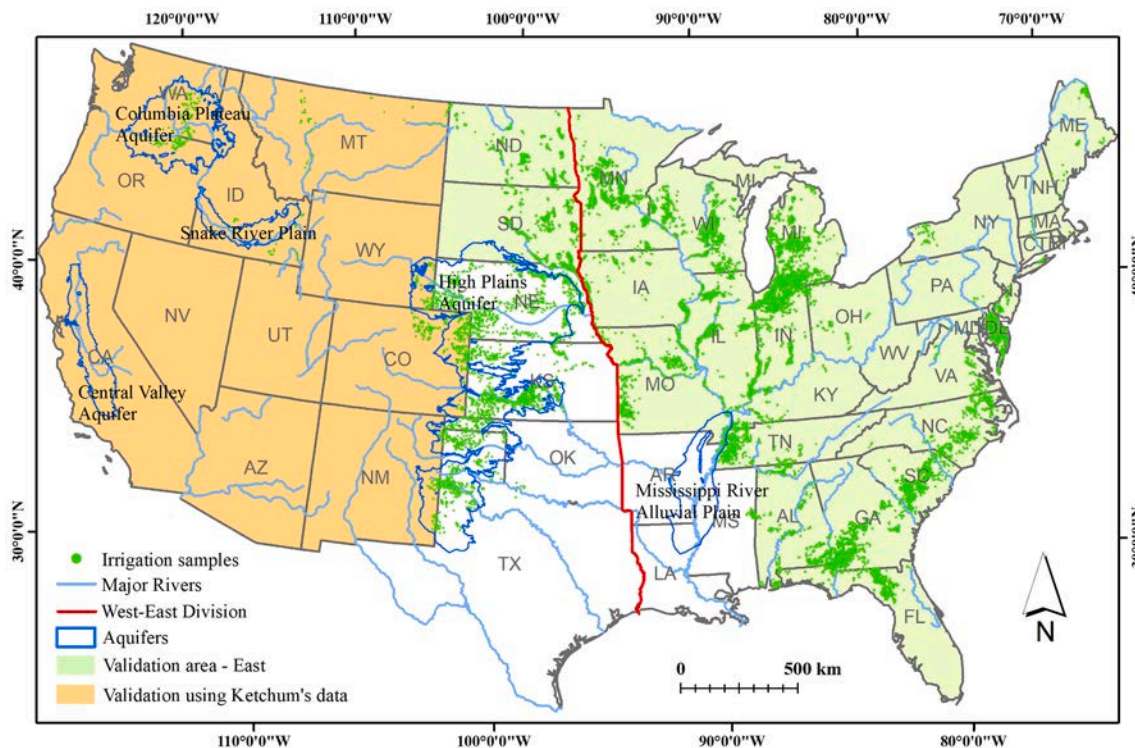 120°0'0"W 110°0'0"W 100°0'0"W 90°0'0"W 80°0'0"W 70°0'0"W
WA
Columbia Plateau
Aquifer
OR
ID
MT
ND
MN
ME
Snake River Plain
WY
SD
WI
MI
MI
VT
NH
NY
MA
CT
RI
40°0'0"N
High Plains
Aquifer
NE
IA
PA
NV
UT
CO
IL
IN
OH
MD
DE
WV
VA
CA
Central Valley
Aquifer
KS
MO
KY
AZ
NM
OK
AR
TN
NC
SC
Mississippi River
Alluvial Plain
MS
AL
GA
30°0'0"N
TX
LA
FL
Irrigation samples
Major Rivers
West-East Division
Aquifers
Validation area - East
Validation using Ketchum's data
0 500 km
N
110°0'0"W 100°0'0"W 90°0'0"W 80°0'0"W